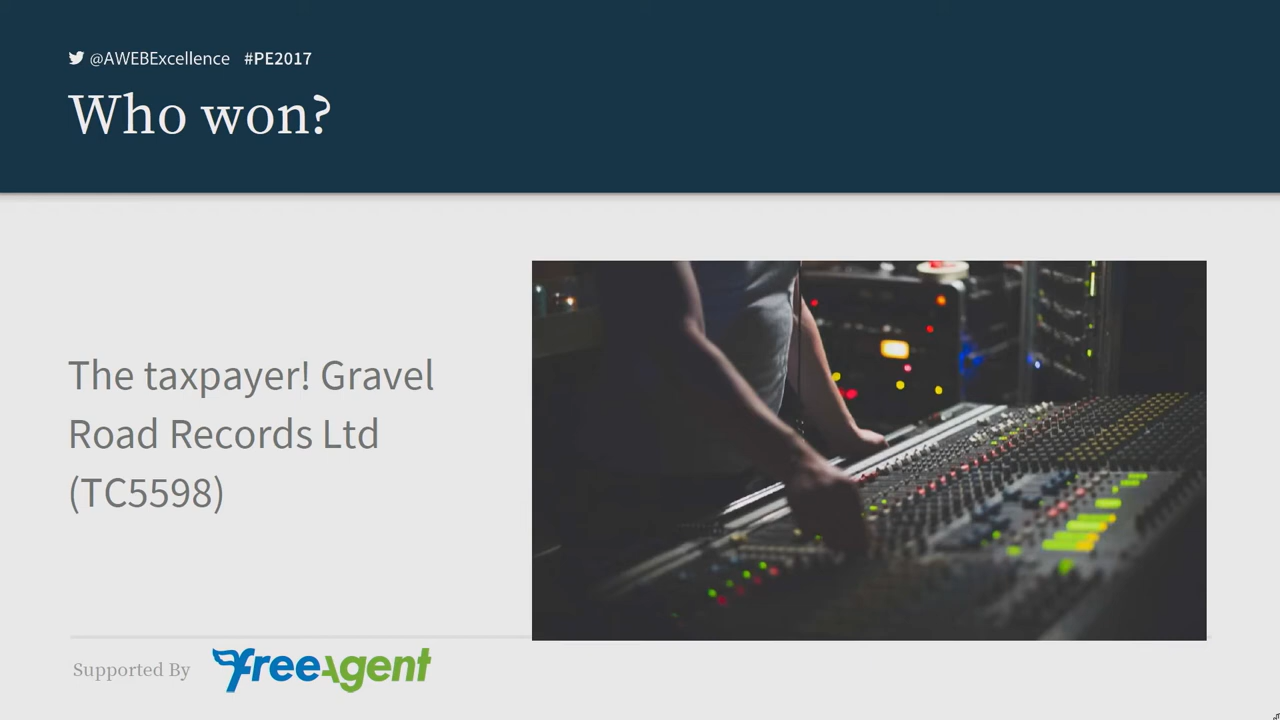 @AWEBExcellence #PE2017
Who won?
The taxpayer! Gravel
Road Records Ltd
(TC5598)
Supported By freeAgent